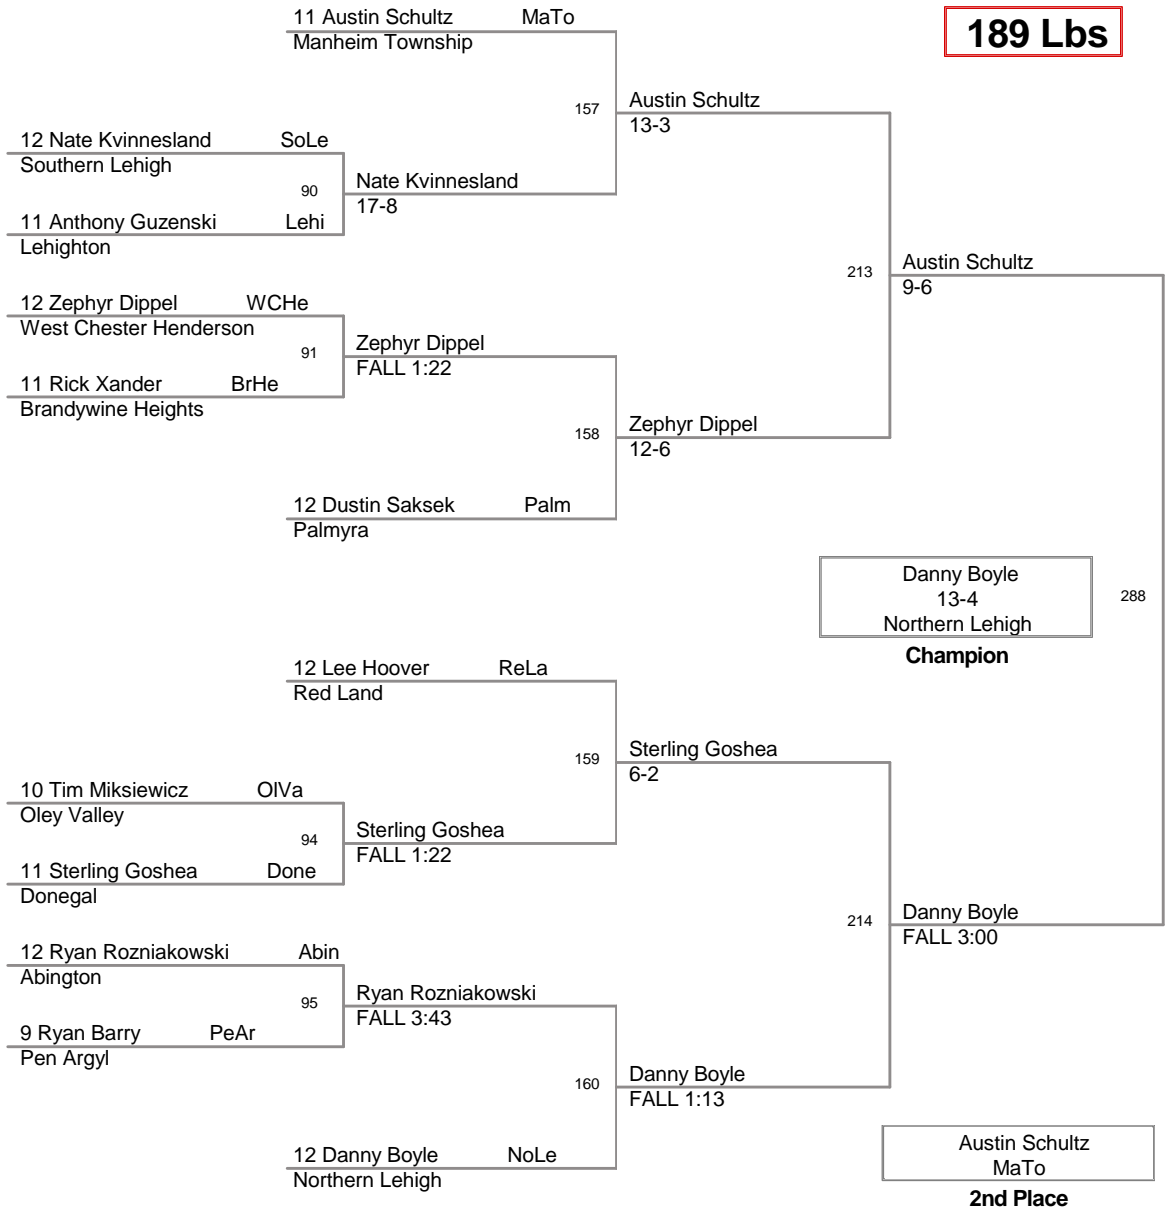 11 Austin Schultz MaTo
Manheim Township
189 Lbs
157
Austin Schultz
13-3
12 Nate Kvinnesland SoLe
Southern Lehigh
90
Nate Kvinnesland
17-8
11 Anthony Guzenski Lehi
Lehighton
213
Austin Schultz
9-6
12 Zephyr Dippel WCHe
West Chester Henderson
91
Zephyr Dippel
FALL 1:22
11 Rick Xander BrHe
Brandywine Heights
158
Zephyr Dippel
12-6
12 Dustin Saksek Palm
Palmyra
Danny Boyle
13-4
Northern Lehigh
Champion
288
12 Lee Hoover ReLa
Red Land
159
Sterling Goshea
6-2
10 Tim Miksiewicz OlVa
Oley Valley
94
Sterling Goshea
FALL 1:22
11 Sterling Goshea Done
Donegal
214
Danny Boyle
FALL 3:00
12 Ryan Rozniakowski Abin
Abington
95
Ryan Rozniakowski
FALL 3:43
9 Ryan Barry PeAr
Pen Argyl
160
Danny Boyle
FALL 1:13
12 Danny Boyle NoLe
Northern Lehigh
Austin Schultz
MaTo
2nd Place